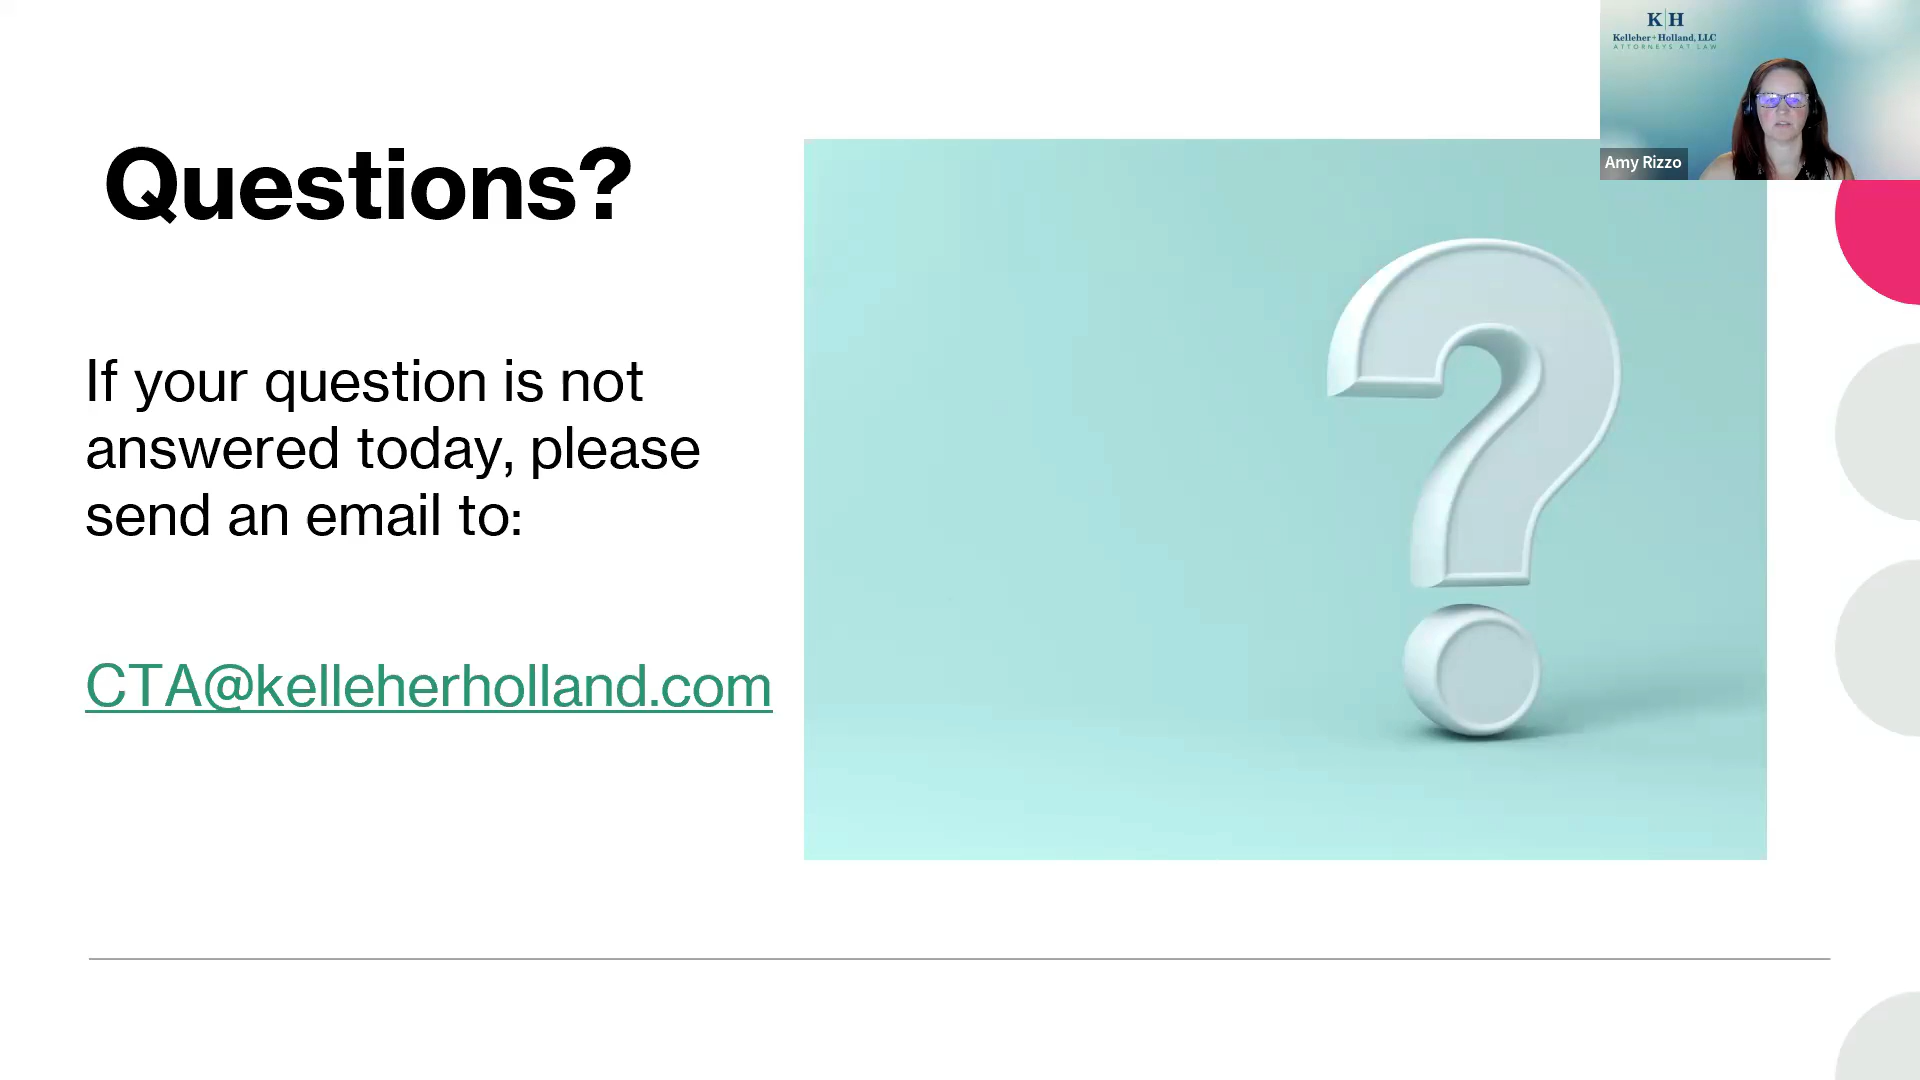 K H
Kelleher + Holland, LLC
ATTORNEYS AT LAW
Amy Rizzo
Questions?
If your question is not
answered today, please
send an email to:
CTA@kelleherholland.com
?